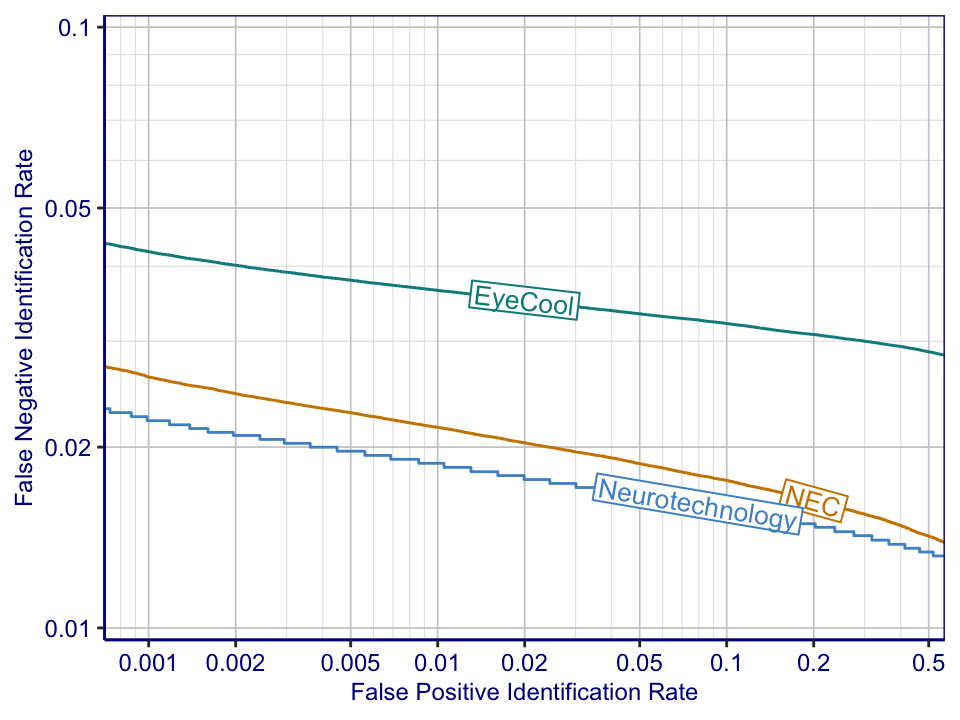 0.1
0.05
0.02
0.01
False Negative Identification Rate
EyeCool
NEC
Neurotechnology
0.001 0.002 0.005 0.01 0.02 0.05 0.1 0.2 0.5
False Positive Identification Rate